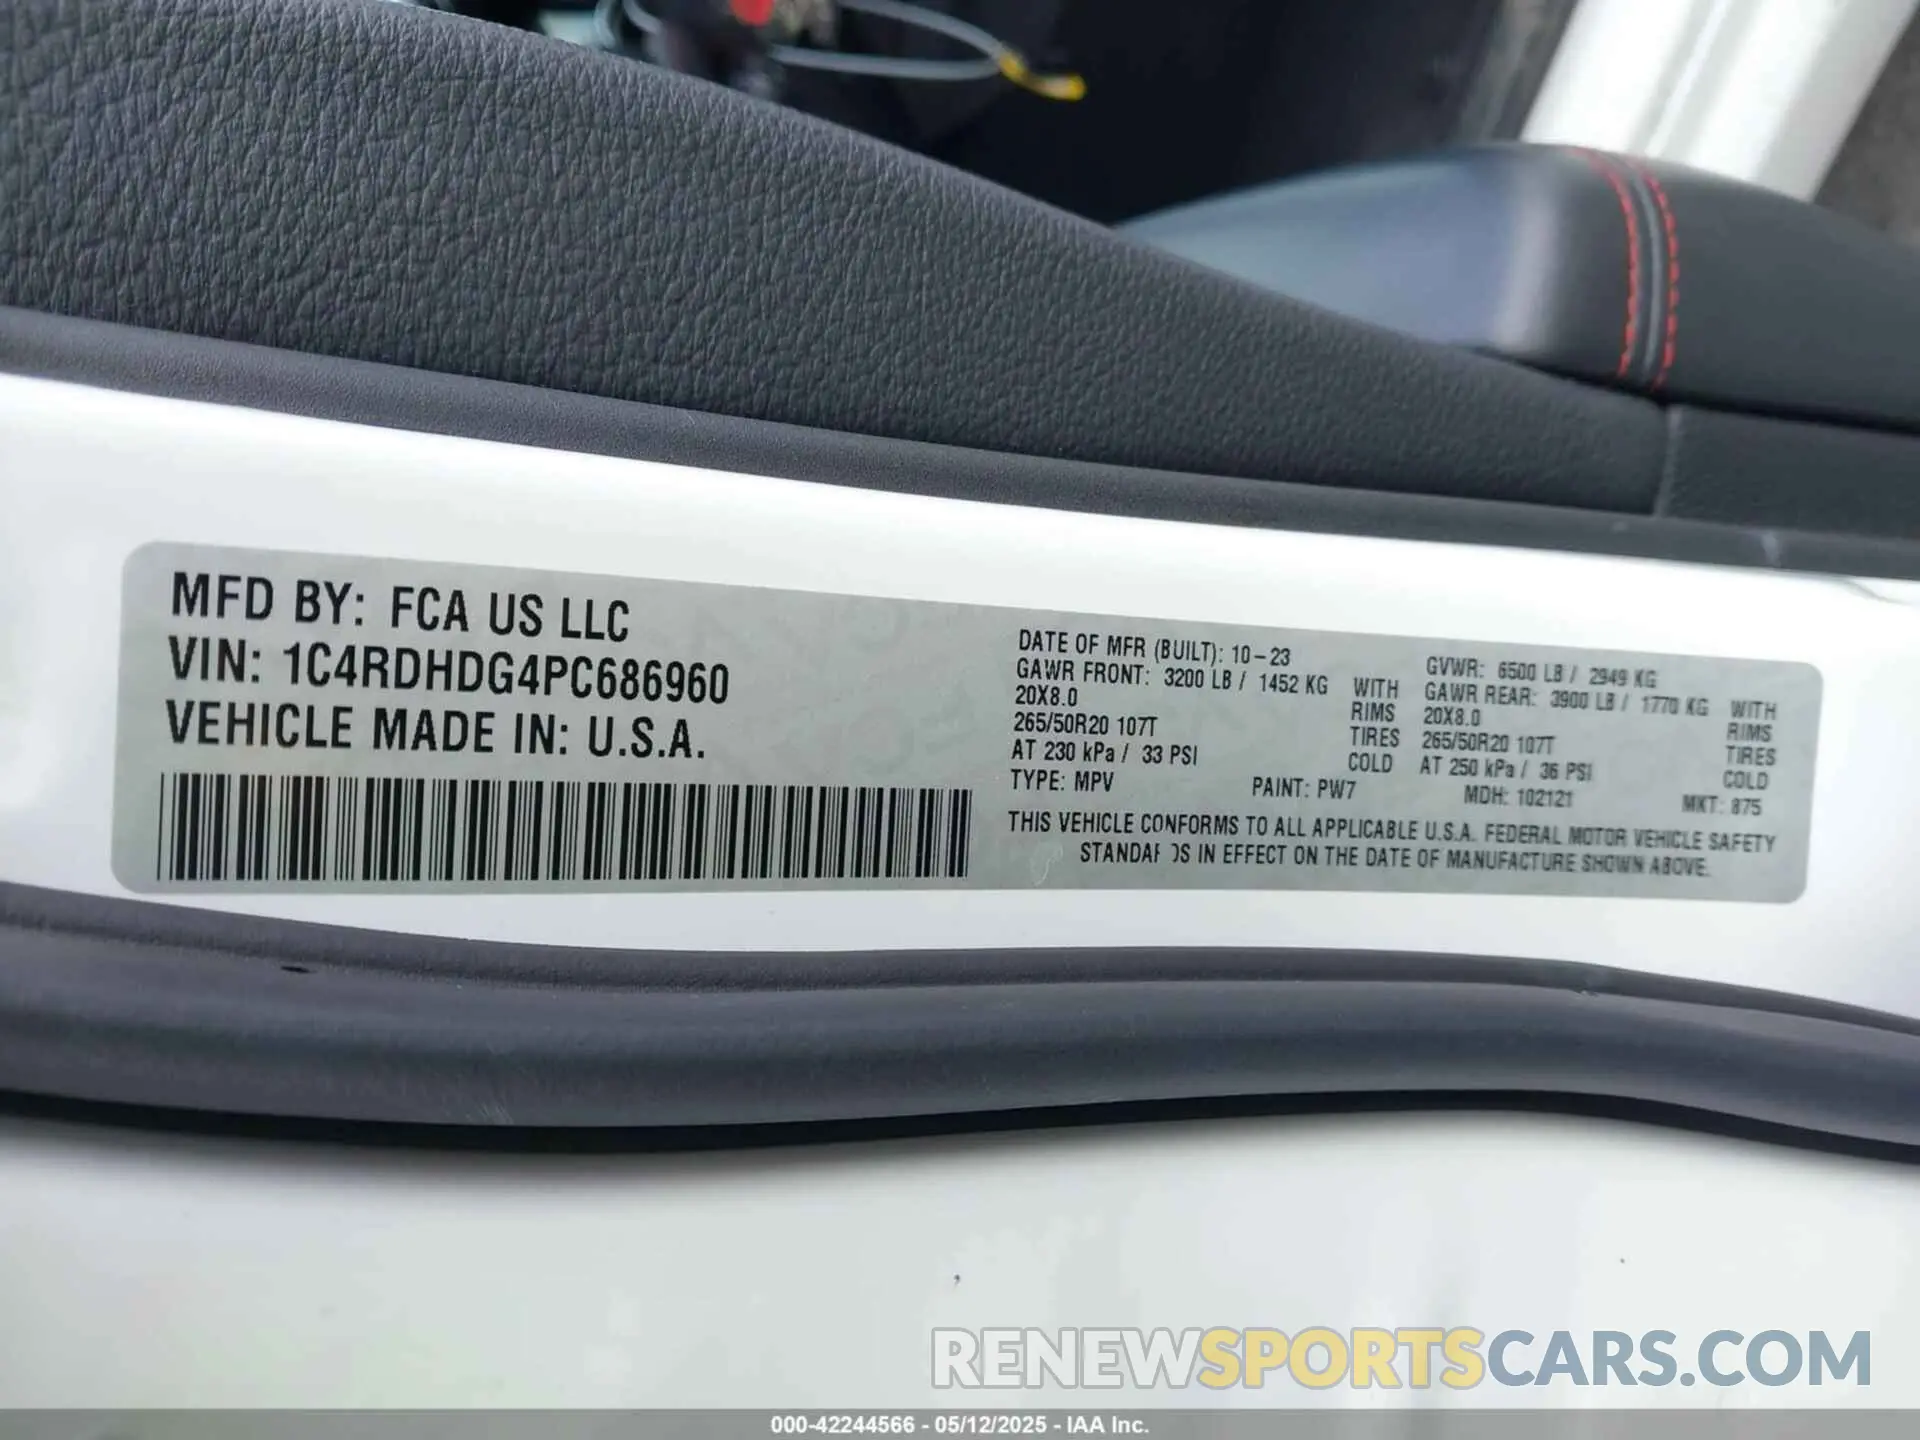 MFD BY: FCA US LLC
VIN: 1C4RDHDG4PC686960
VEHICLE MADE IN: U.S.A.
DATE OF MFR (BUILT): 10-23 GVWR: 6500 LB / 2949 KG
GAWR FRONT: 3200 LB / 1452 KG WITH GAWR REAR: 3900 LB / 1770 KG WITH
20X8.0 RIMS 20X8.0 RIMS
265/50R20 107T TIRES 265/50R20 107T TIRES
AT 230 kPa / 33 PSI COLD AT 250 kPa / 36 PSI COLD
TYPE: MPV PAINT: PW7 MDH: 102121 MKT: 875
THIS VEHICLE CONFORMS TO ALL APPLICABLE U.S.A. FEDERAL MOTOR VEHICLE SAFETY
STANDARDS IN EFFECT ON THE DATE OF MANUFACTURE SHOWN ABOVE.
RENEWSPORTSCARS.COM
000-42244566 - 05/12/2025 - IAA Inc.